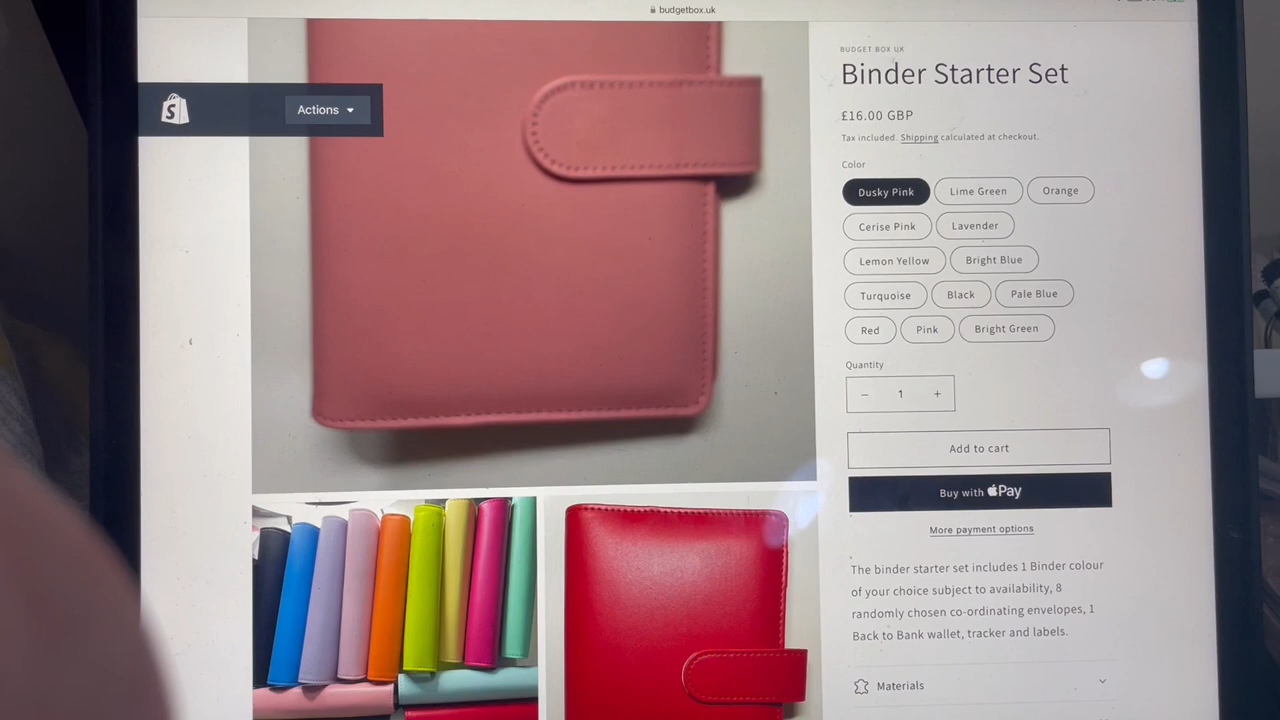 budgetbox.uk
Actions
BUDGET BOX UK
Binder Starter Set
£16.00 GBP
Tax included. Shipping calculated at checkout.
Color
Dusky Pink Lime Green Orange
Cerise Pink Lavender
Lemon Yellow Bright Blue
Turquoise Black Pale Blue
Red Pink Bright Green
Quantity
− 1 +
Add to cart
Buy with Pay
More payment options
The binder starter set includes 1 Binder colour
of your choice subject to availability, 8
randomly chosen co-ordinating envelopes, 1
Back to Bank wallet, tracker and labels.
Materials